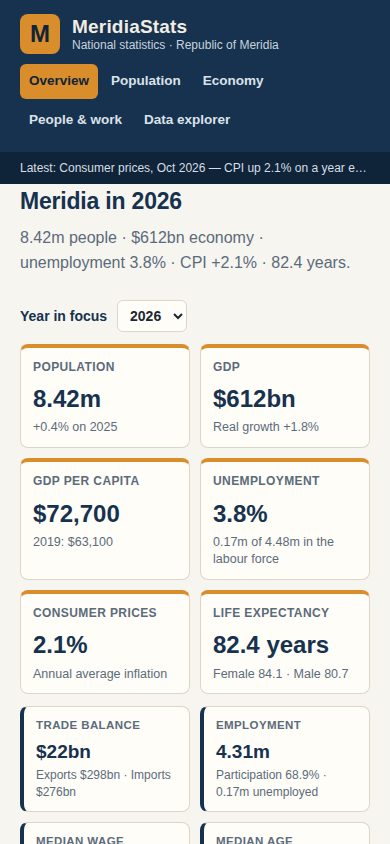 M
MeridiaStats
National statistics · Republic of Meridia
Overview
Population
Economy
People & work
Data explorer
Latest: Consumer prices, Oct 2026 — CPI up 2.1% on a year e…
Meridia in 2026
8.42m people · $612bn economy ·
unemployment 3.8% · CPI +2.1% · 82.4 years.
Year in focus
2026
POPULATION
8.42m
+0.4% on 2025
GDP
$612bn
Real growth +1.8%
GDP PER CAPITA
$72,700
2019: $63,100
UNEMPLOYMENT
3.8%
0.17m of 4.48m in the
labour force
CONSUMER PRICES
2.1%
Annual average inflation
LIFE EXPECTANCY
82.4 years
Female 84.1 · Male 80.7
TRADE BALANCE
$22bn
Exports $298bn · Imports
$276bn
EMPLOYMENT
4.31m
Participation 68.9% ·
0.17m unemployed
MEDIAN WAGE
MEDIAN AGE